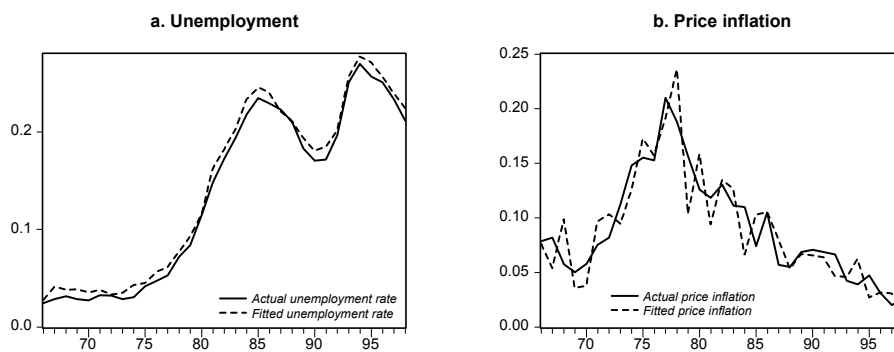 a. Unemployment
0.2
0.1
0.0
Actual unemployment rate
Fitted unemployment rate
70 75 80 85 90 95
b. Price inflation
0.25
0.20
0.15
0.10
0.05
0.00
Actual price inflation
Fitted price inflation
70 75 80 85 90 95